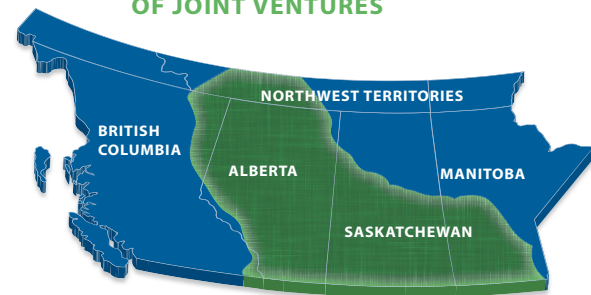 OF JOINT VENTURES
NORTHWEST TERRITORIES
BRITISH
COLUMBIA
ALBERTA
MANITOBA
SASKATCHEWAN